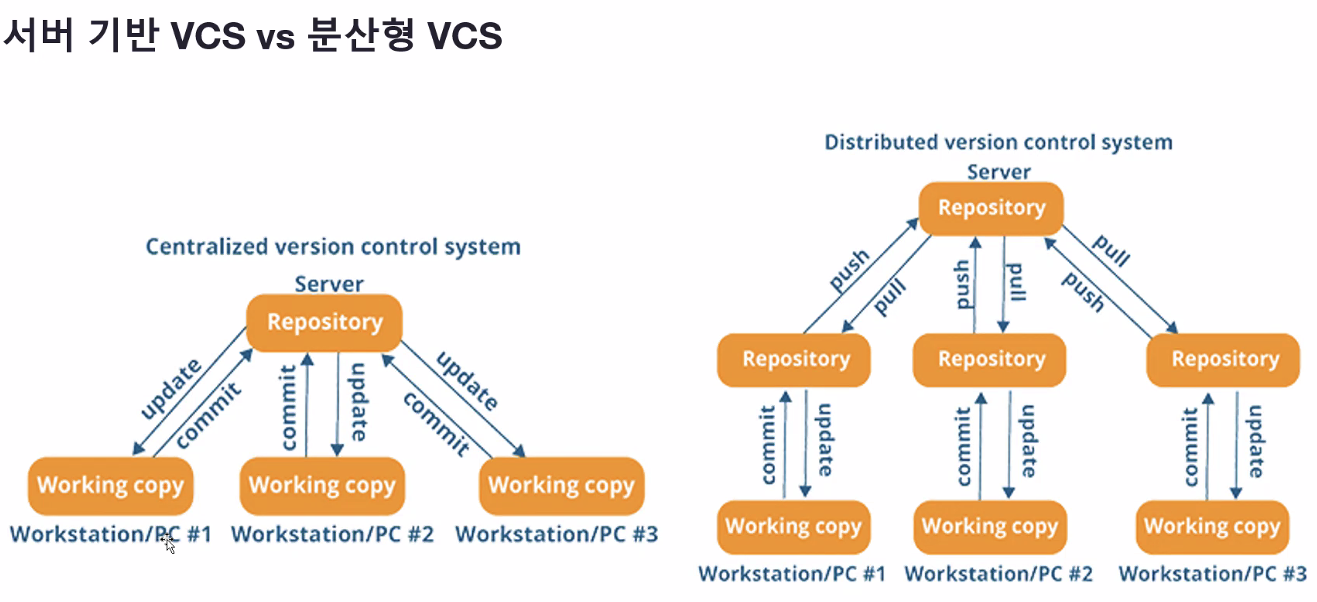 서버 기반 VCS vs 분산형 VCS
Centralized version control system
Server
Repository
update
commit
commit
update
commit
update
Working copy
Working copy
Working copy
Workstation/PC #1
Workstation/PC #2
Workstation/PC #3
Distributed version control system
Server
Repository
push
pull
push
pull
push
pull
Repository
Repository
Repository
commit
update
commit
update
commit
update
Working copy
Working copy
Working copy
Workstation/PC #1
Workstation/PC #2
Workstation/PC #3